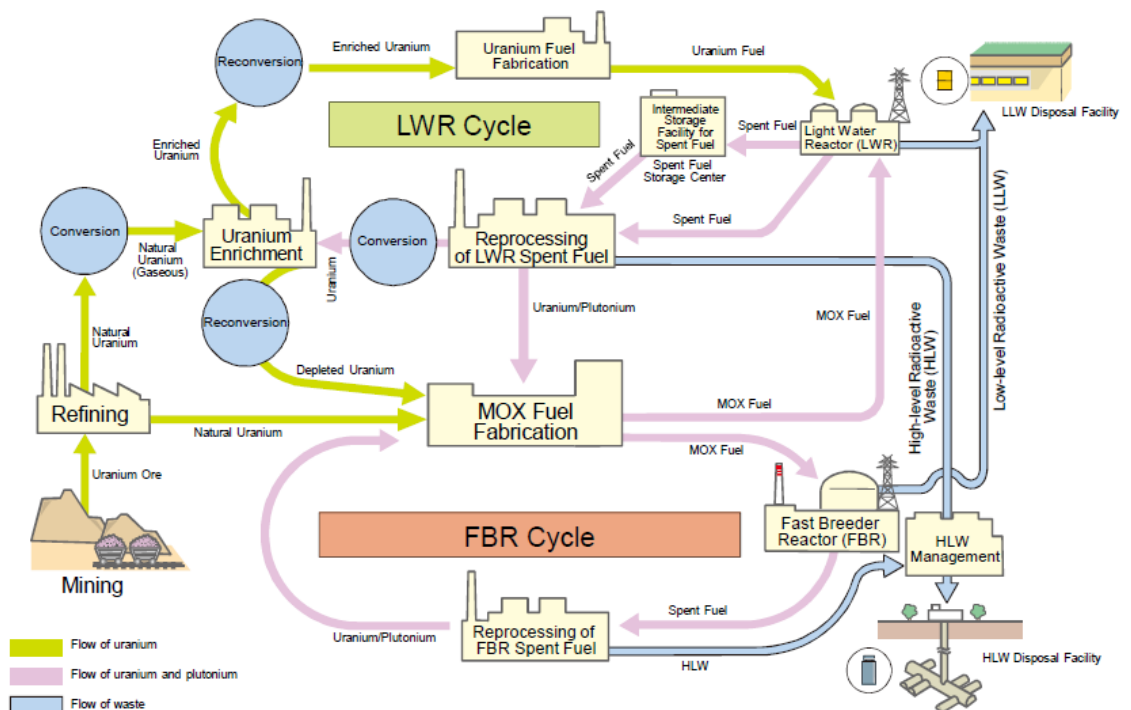 Enriched Uranium
Uranium Fuel
Fabrication
Uranium Fuel
Reconversion
LWR Cycle
Intermediate
Storage
Facility for
Spent Fuel
Spent Fuel
Storage Center
Spent Fuel
Light Water
Reactor (LWR)
LLW Disposal Facility
Enriched
Uranium
Spent Fuel
Spent Fuel
Conversion
Natural
Uranium
(Gaseous)
Uranium
Enrichment
Conversion
Uranium
Reprocessing
of LWR Spent Fuel
Reconversion
Uranium/Plutonium
MOX Fuel
High-level Radioactive
Waste (HLW)
Low-level Radioactive Waste (LLW)
Natural
Uranium
Depleted Uranium
Refining
Natural Uranium
MOX Fuel
Fabrication
MOX Fuel
MOX Fuel
Uranium Ore
Mining
FBR Cycle
Fast Breeder
Reactor (FBR)
HLW
Management
Spent Fuel
Uranium/Plutonium
Reprocessing of
FBR Spent Fuel
HLW
HLW Disposal Facility
Flow of uranium
Flow of uranium and plutonium
Flow of waste